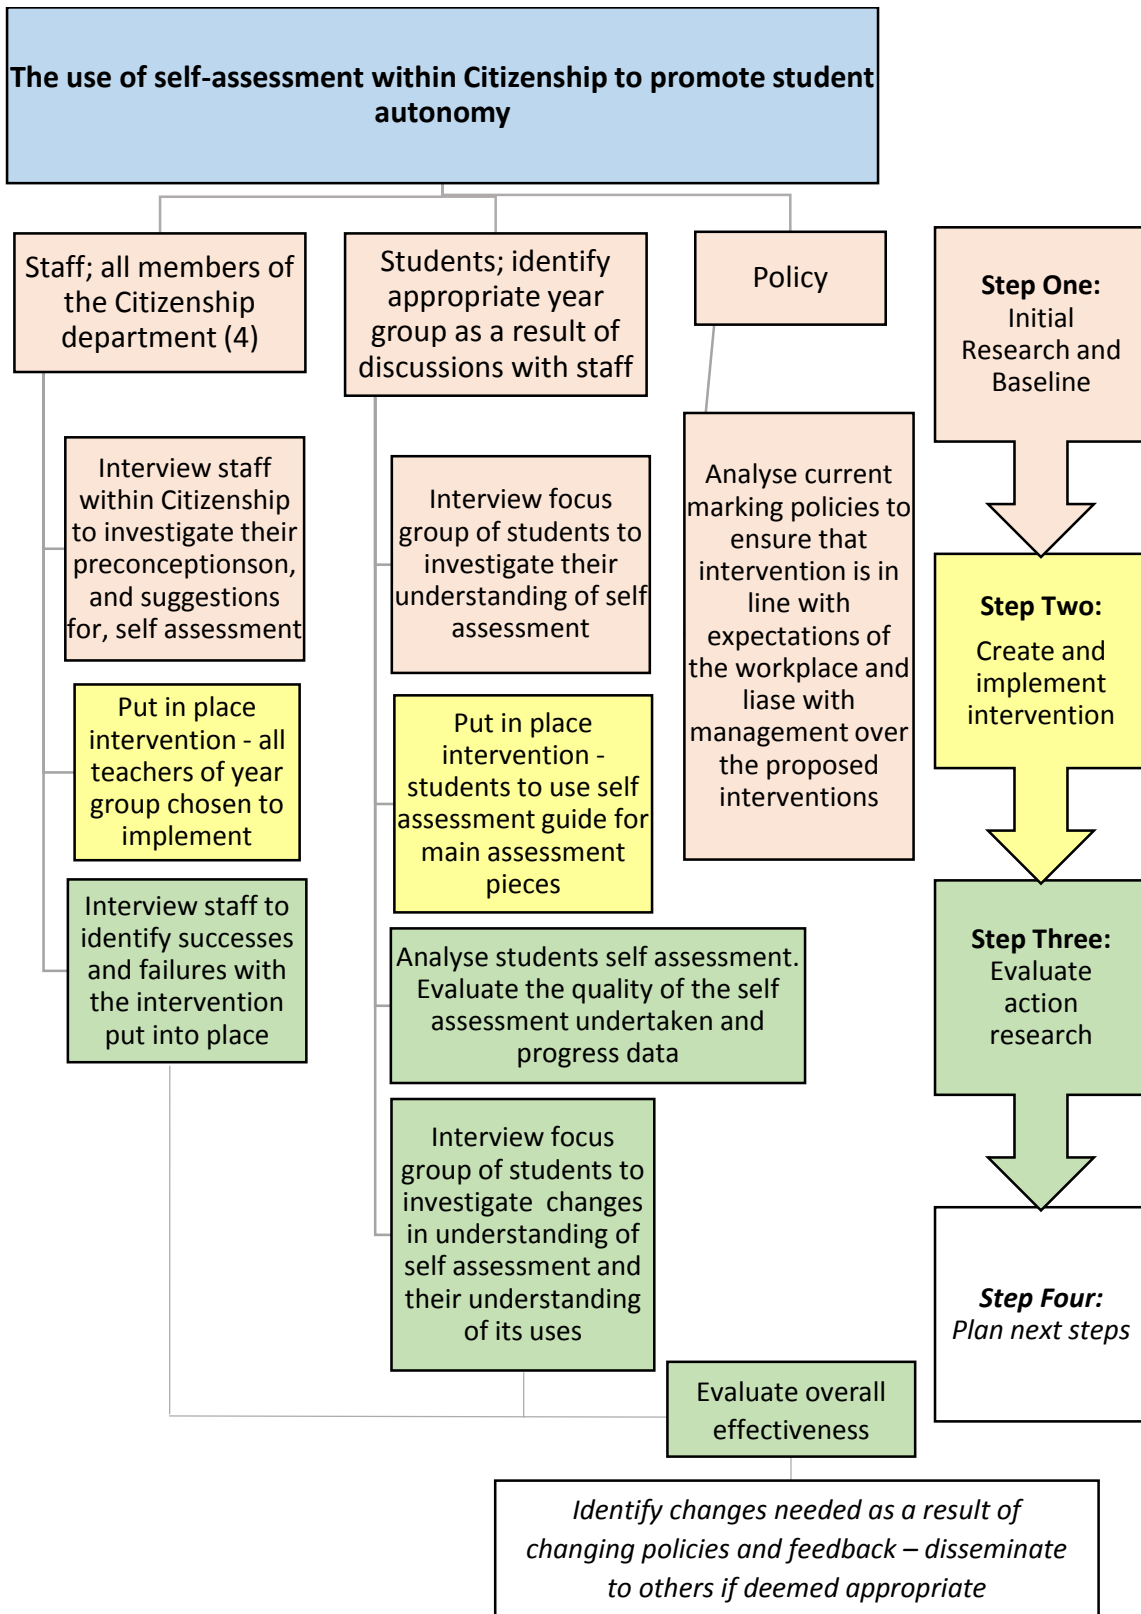 The use of self-assessment within Citizenship to promote student
autonomy
Staff; all members of
the Citizenship
department (4)
Students; identify
appropriate year
group as a result of
discussions with staff
Policy
Step One:
Initial
Research and
Baseline
Interview staff
within Citizenship
to investigate their
preconceptionson,
and suggestions
for, self assessment
Interview focus
group of students to
investigate their
understanding of self
assessment
Analyse current
marking policies to
ensure that
intervention is in
line with
expectations of
the workplace and
liase with
management over
the proposed
interventions
Step Two:
Create and
implement
intervention
Put in place
intervention - all
teachers of year
group chosen to
implement
Put in place
intervention -
students to use self
assessment guide for
main assessment
pieces
Interview staff to
identify successes
and failures with
the intervention
put into place
Analyse students self assessment.
Evaluate the quality of the self
assessment undertaken and
progress data
Step Three:
Evaluate
action
research
Interview focus
group of students to
investigate changes
in understanding of
self assessment and
their understanding
of its uses
Step Four:
Plan next steps
Evaluate overall
effectiveness
Identify changes needed as a result of
changing policies and feedback – disseminate
to others if deemed appropriate